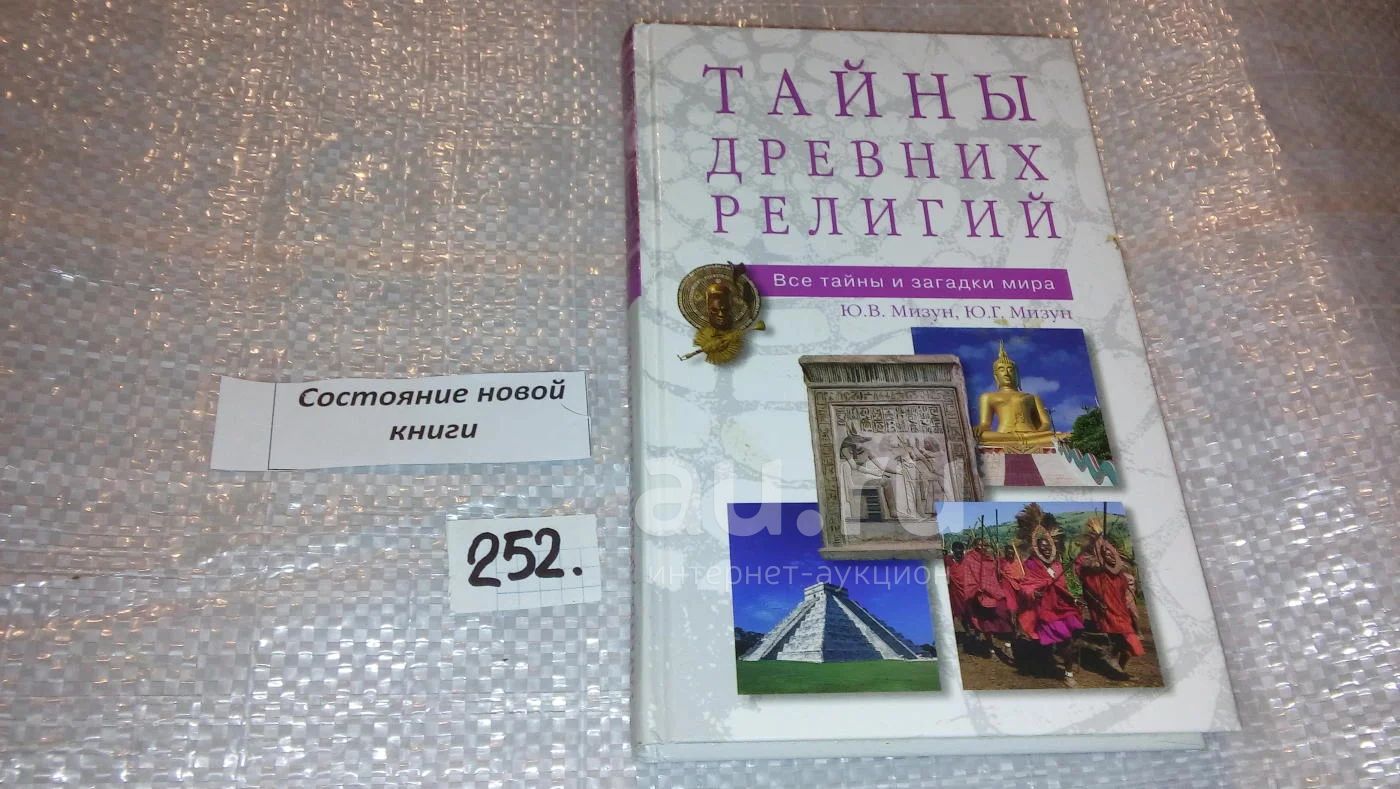 ТАЙНЫ
ДРЕВНИХ
РЕЛИГИЙ
Все тайны и загадки мира
Ю.В. Мизун, Ю.Г. Мизун
Состояние новой
книги
252.
au.ru
интернет-аукцион